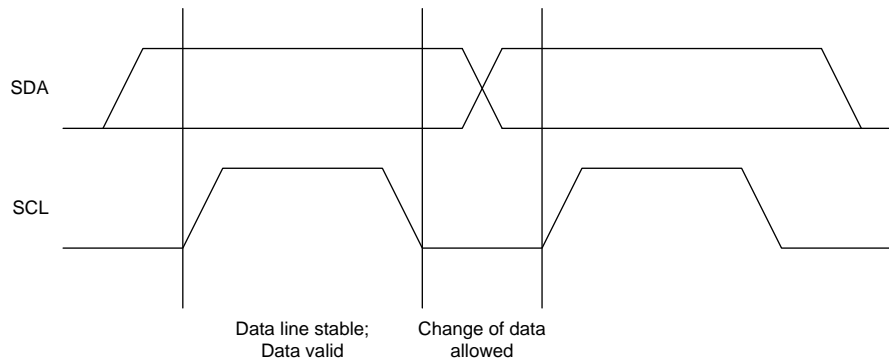 SDA
SCL
Data line stable;
Data valid
Change of data
allowed